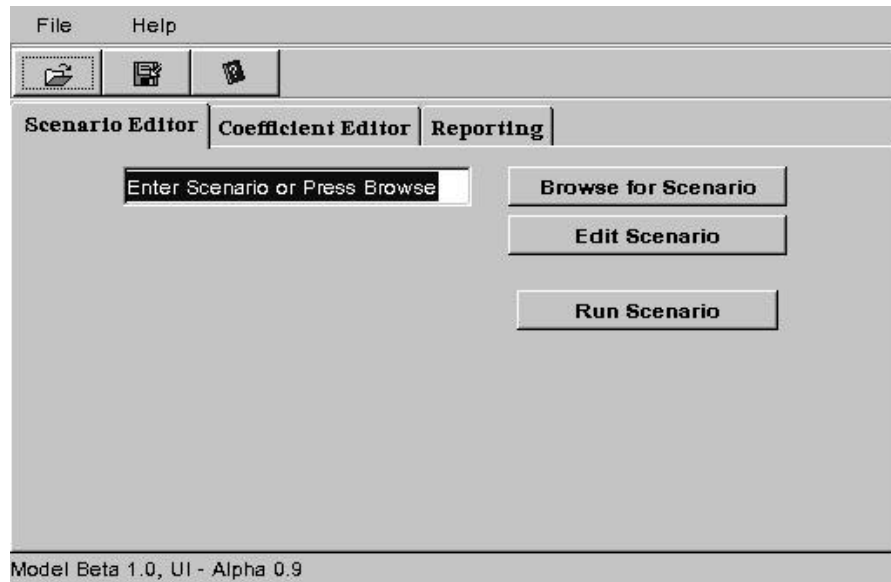 File Help
Scenario Editor Coefficient Editor Reporting
Enter Scenario or Press Browse Browse for Scenario
Edit Scenario
Run Scenario
Model Beta 1.0, UI - Alpha 0.9